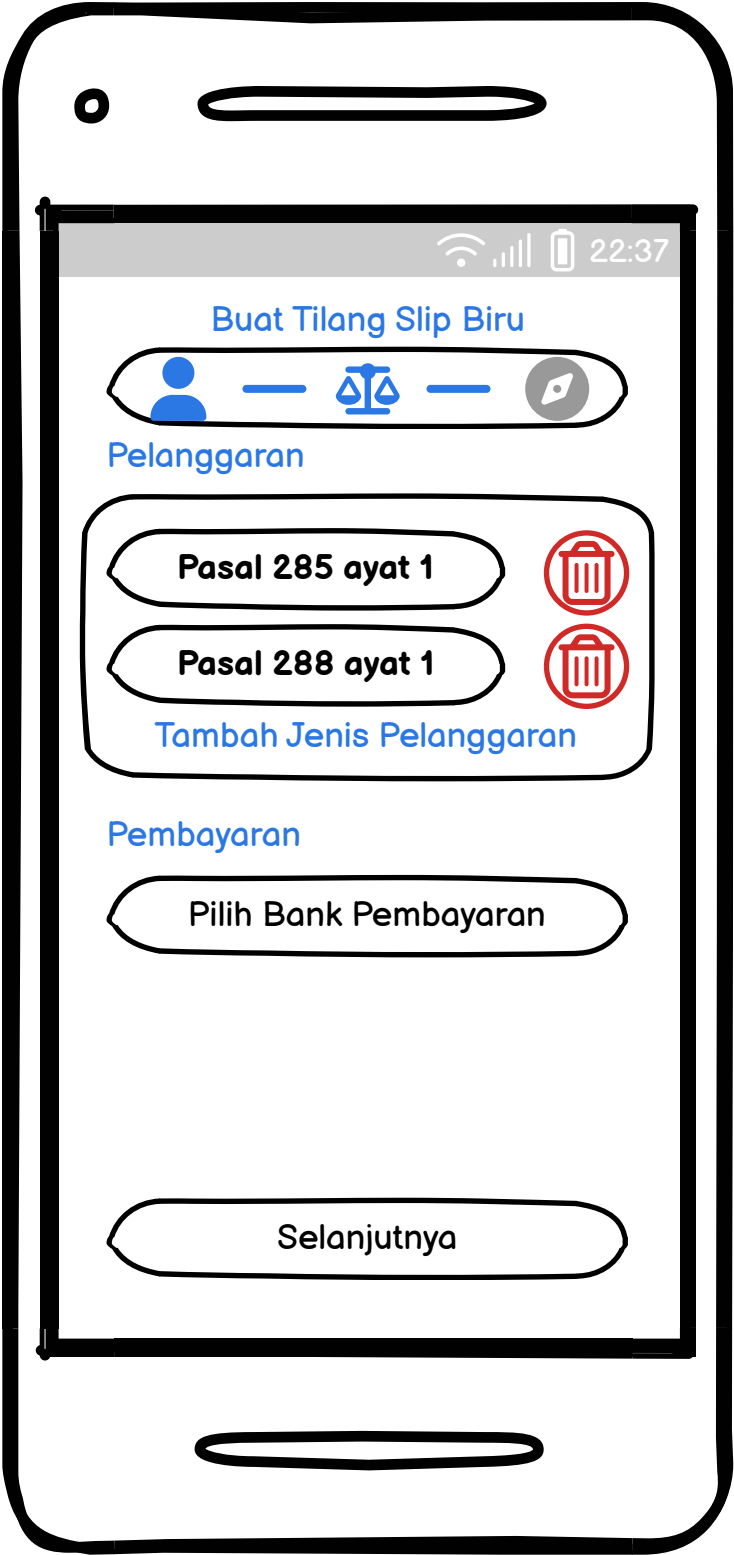 22:37
Buat Tilang Slip Biru
Pelanggaran
Pasal 285 ayat 1
Pasal 288 ayat 1
Tambah Jenis Pelanggaran
Pembayaran
Pilih Bank Pembayaran
Selanjutnya